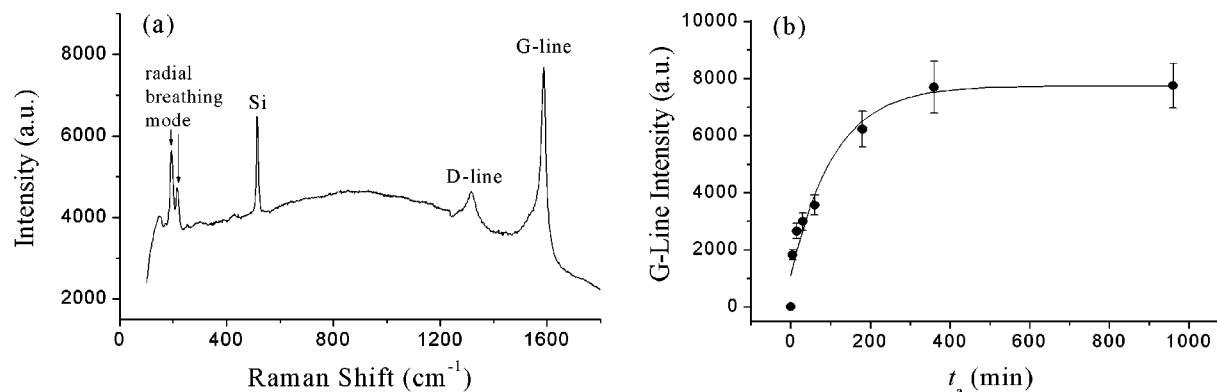 (a)
G-line
radial
breathing
mode
Si
D-line
8000
6000
4000
2000
Intensity (a.u.)
0 400 800 1200 1600
Raman Shift (cm⁻¹)
(b)
10000
8000
6000
4000
2000
0
G-Line Intensity (a.u.)
0 200 400 600 800 1000
tₐ (min)